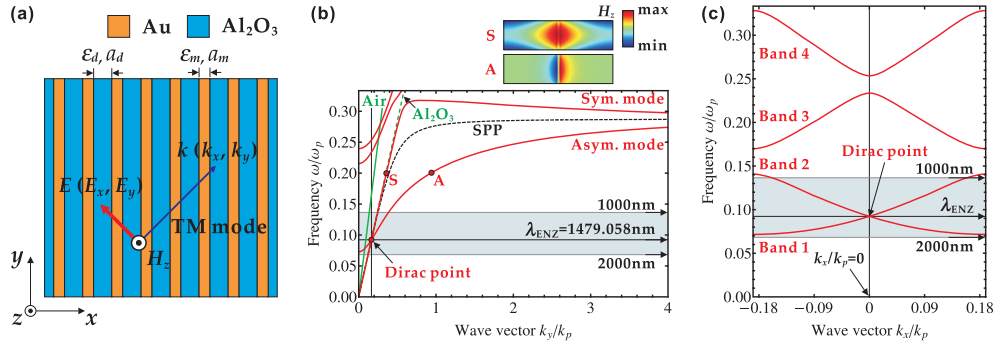 (a)
Au
Al₂O₃
εd, ad
εm, am
k (kx, ky)
E (Ex, Ey)
TM mode
Hz
y
z
x
(b)
Hz
max
min
S
A
Air
Al₂O₃
Sym. mode
SPP
Asym. mode
S
A
1000nm
λENZ=1479.058nm
2000nm
Dirac point
Frequency ω/ωp
0.30
0.25
0.20
0.15
0.10
0.05
0.00
0
1
2
3
4
Wave vector ky/kp
(c)
Band 4
Band 3
Band 2
Dirac point
1000nm
λENZ
Band 1
2000nm
kx/kp=0
Frequency ω/ωp
0.30
0.25
0.20
0.15
0.10
0.05
0.00
−0.18
−0.09
0
0.09
0.18
Wave vector kx/kp